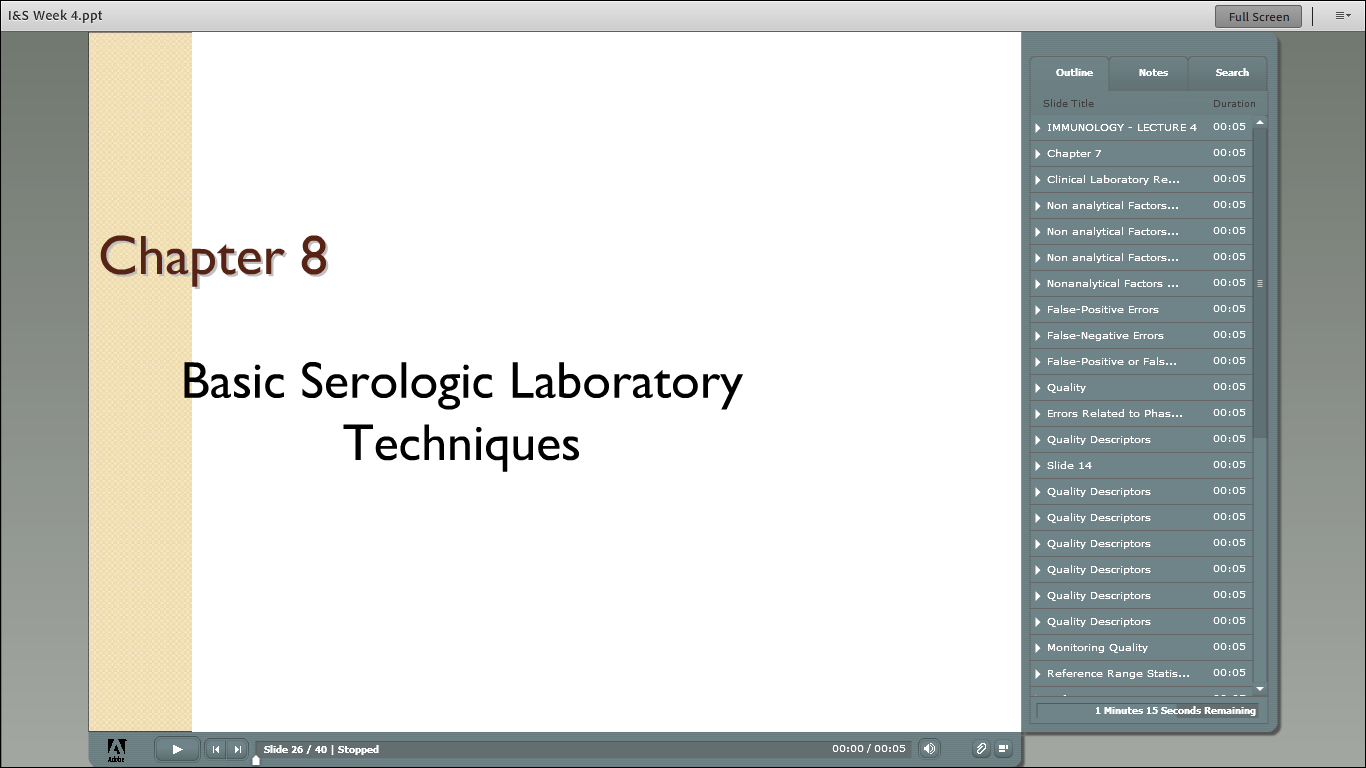 I&S Week 4.ppt
Full Screen
Chapter 8
Basic Serologic Laboratory
Techniques
Outline Notes Search
Slide Title Duration
IMMUNOLOGY - LECTURE 4 00:05
Chapter 7 00:05
Clinical Laboratory Re... 00:05
Non analytical Factors... 00:05
Non analytical Factors... 00:05
Non analytical Factors... 00:05
Nonanalytical Factors ... 00:05
False-Positive Errors 00:05
False-Negative Errors 00:05
False-Positive or Fals... 00:05
Quality 00:05
Errors Related to Phas... 00:05
Quality Descriptors 00:05
Slide 14 00:05
Quality Descriptors 00:05
Quality Descriptors 00:05
Quality Descriptors 00:05
Quality Descriptors 00:05
Quality Descriptors 00:05
Quality Descriptors 00:05
Monitoring Quality 00:05
Reference Range Statis... 00:05
1 Minutes 15 Seconds Remaining
Adobe
Slide 26 / 40 | Stopped
00:00 / 00:05